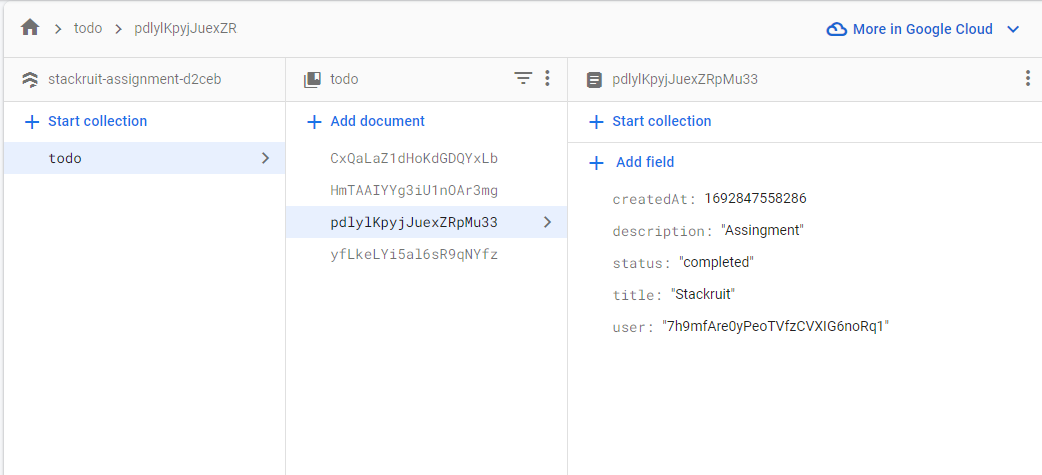 todo pdlylKpyjJuexZR
More in Google Cloud
stackruit-assignment-d2ceb
todo
pdlylKpyjJuexZRpMu33
Start collection
Add document
Start collection
todo
CxQaLaZ1dHoKdGDQYxLb
HmTAAIYYg3iU1nOAr3mg
pdlylKpyjJuexZRpMu33
yfLkeLYi5al6sR9qNYfz
Add field
createdAt: 1692847558286
description: "Assingment"
status: "completed"
title: "Stackruit"
user: "7h9mfAre0yPeoTVfzCVXIG6noRq1"